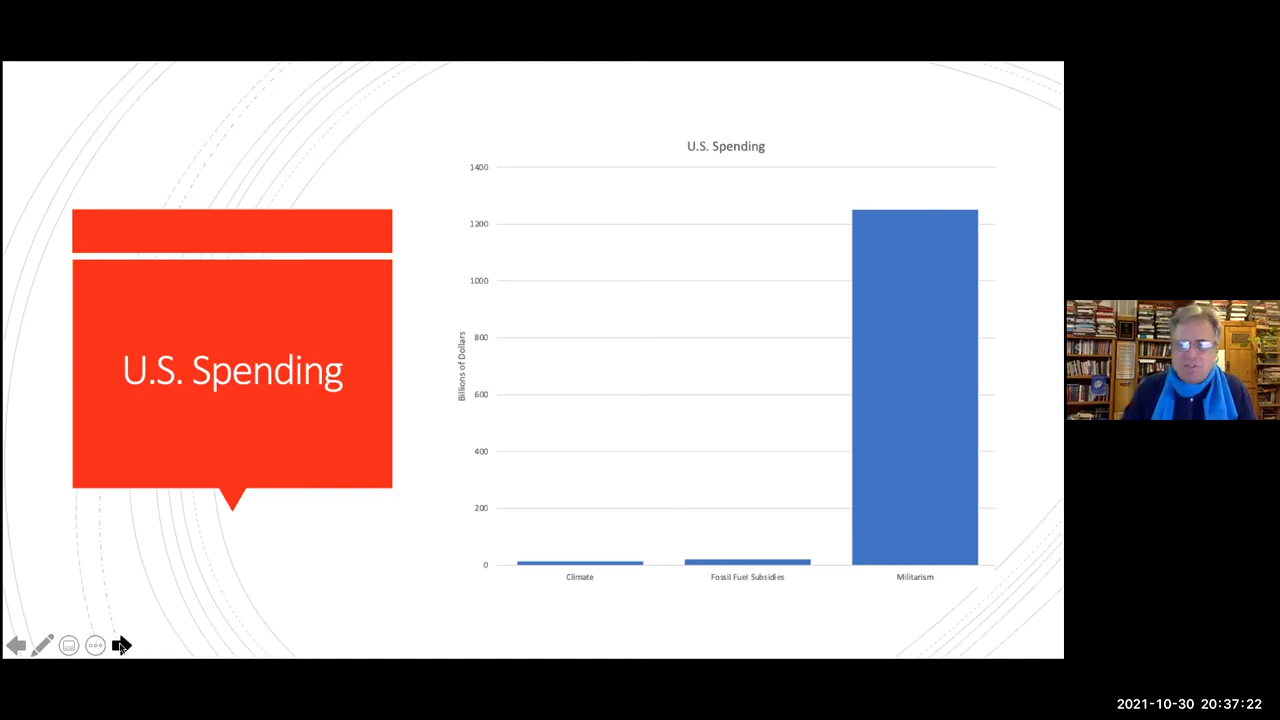 U.S. Spending
U.S. Spending
1400
1200
1000
800
600
400
200
0
Billions of Dollars
Climate
Fossil Fuel Subsidies
Militarism
2021-10-30 20:37:22